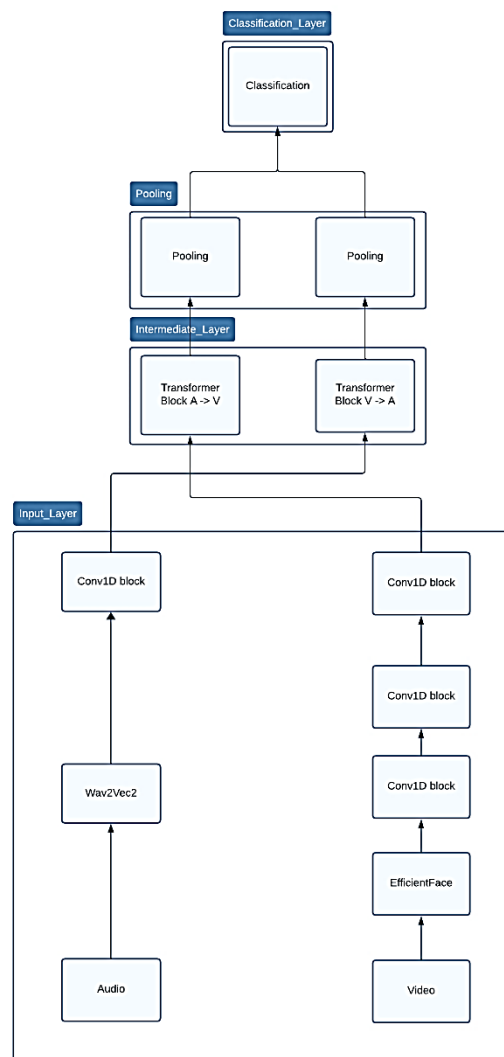 Classification_Layer
Classification
Pooling
Pooling
Pooling
Intermediate_Layer
Transformer
Block A -> V
Transformer
Block V -> A
Input_Layer
Conv1D block
Conv1D block
Conv1D block
Wav2Vec2
Conv1D block
EfficientFace
Audio
Video